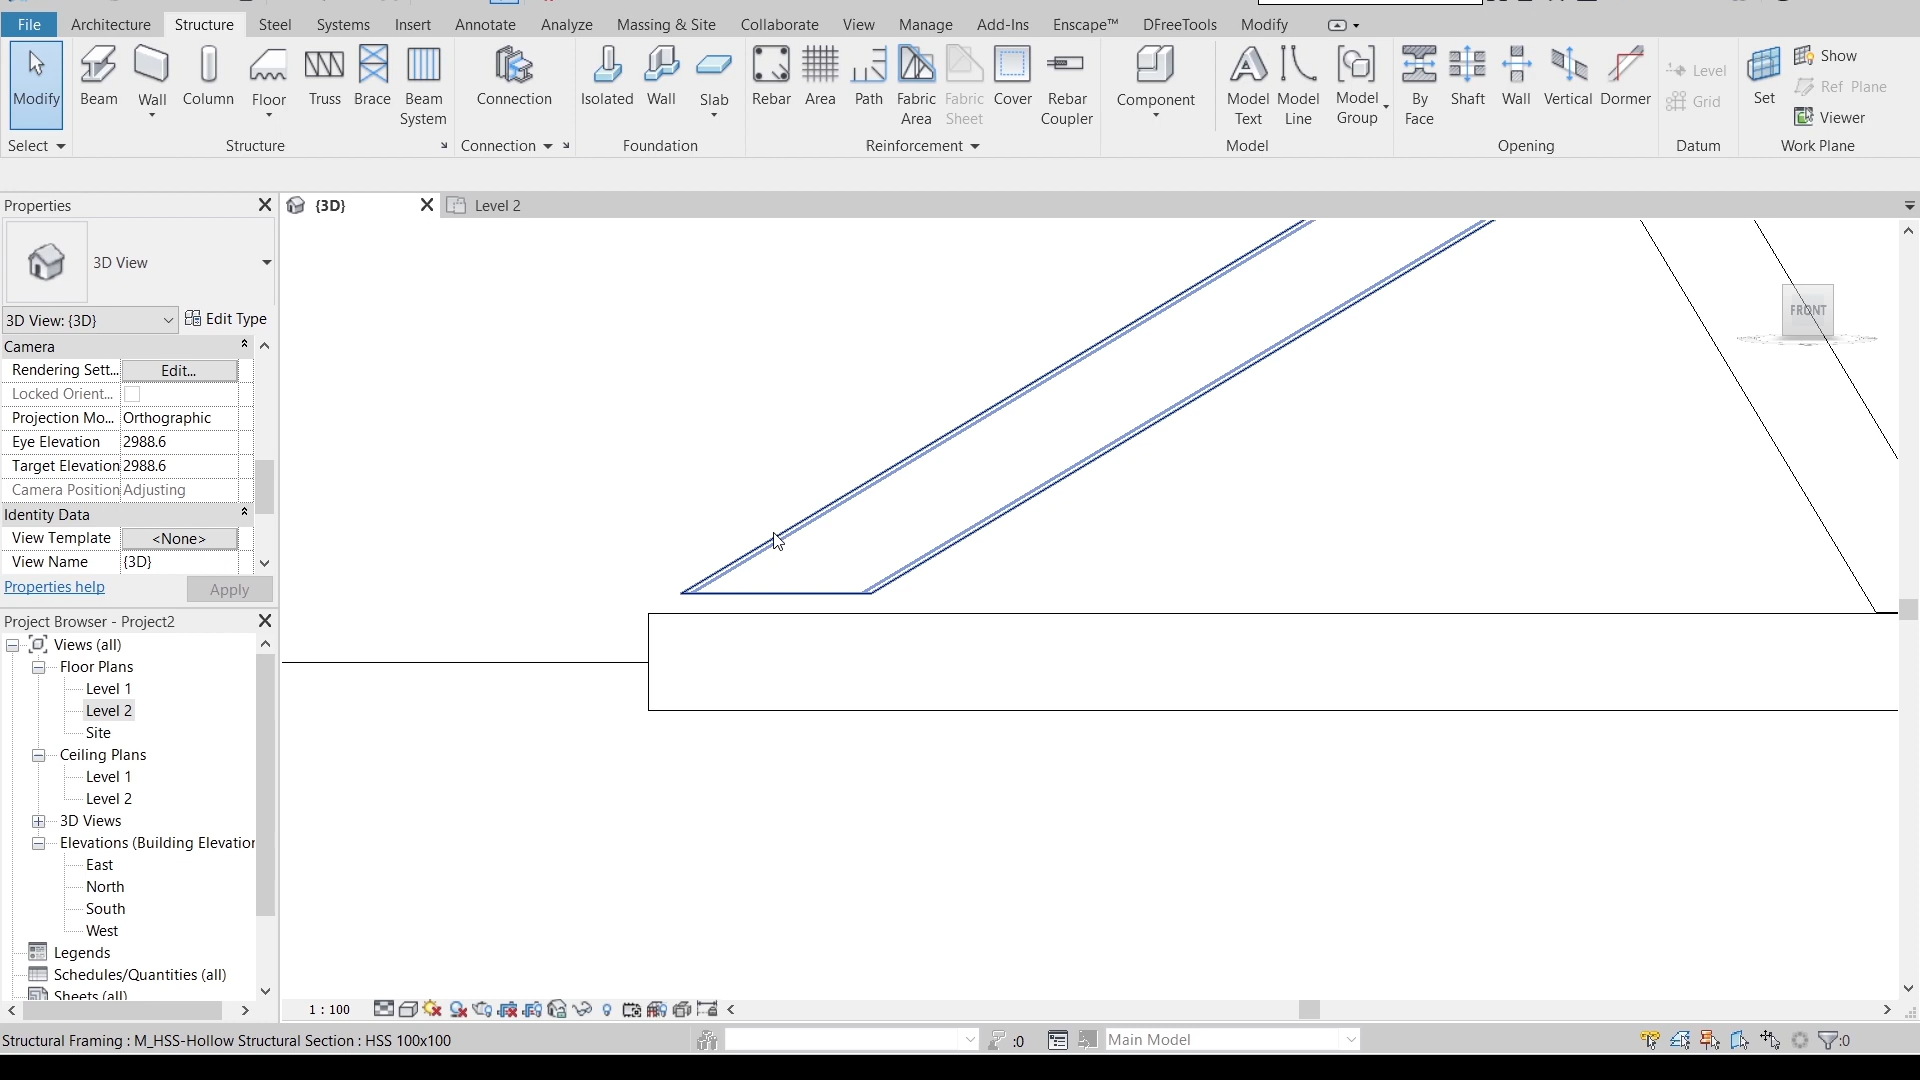 File Architecture Structure Steel Systems Insert Annotate Analyze Massing & Site Collaborate View Manage Add-Ins Enscape™ DFreeTools Modify
Modify Beam Wall Column Floor Truss Brace Beam System Connection Isolated Wall Slab Rebar Area Path Fabric Area Fabric Sheet Cover Rebar Coupler Component Model Text Model Line Model Group By Face Shaft Wall Vertical Dormer Level Grid Set Show Ref Plane Viewer
Select Structure Connection Foundation Reinforcement Model Opening Datum Work Plane
Properties
{3D} Level 2
3D View
3D View: {3D} Edit Type
Camera
Rendering Sett... Edit...
Locked Orient...
Projection Mo... Orthographic
Eye Elevation 2988.6
Target Elevation 2988.6
Camera Position Adjusting
Identity Data
View Template <None>
View Name {3D}
Properties help Apply
FRONT
Project Browser - Project2
Views (all)
Floor Plans
Level 1
Level 2
Site
Ceiling Plans
Level 1
Level 2
3D Views
Elevations (Building Elevation
East
North
South
West
Legends
Schedules/Quantities (all)
Sheets (all)
1 : 100
Structural Framing : M_HSS-Hollow Structural Section : HSS 100x100 :0 Main Model :0